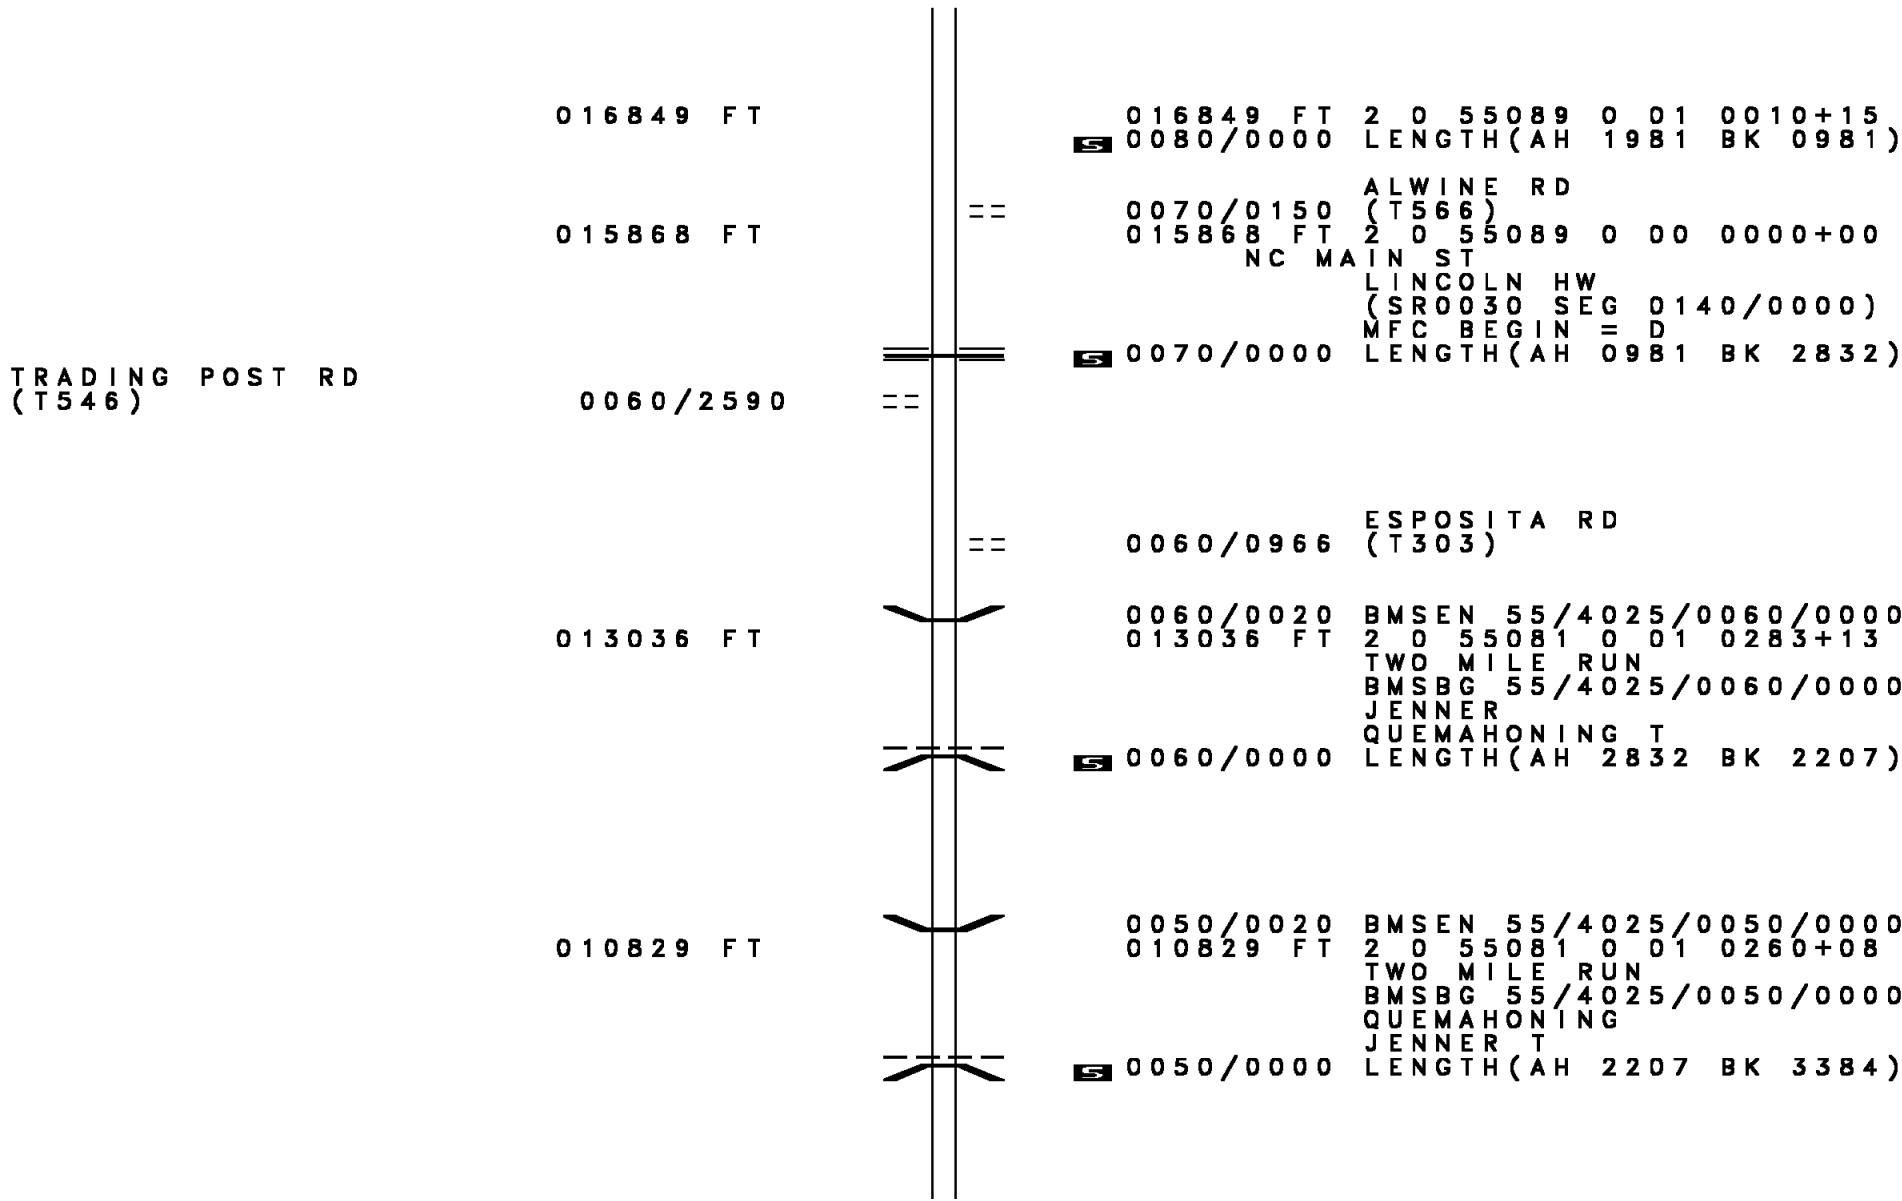 016849 FT 016849 FT 2 0 55089 0 01 0010+15
S 0080/0000 LENGTH(AH 1981 BK 0981)
ALWINE RD
== 0070/0150 (T566)
015868 FT 015868 FT 2 0 55089 0 00 0000+00
NC MAIN ST
LINCOLN HW
(SR0030 SEG 0140/0000)
MFC BEGIN = D
S 0070/0000 LENGTH(AH 0981 BK 2832)
TRADING POST RD
(T546) 0060/2590 ==
ESPOSITA RD
== 0060/0966 (T303)
0060/0020 BMSEN 55/4025/0060/0000
013036 FT 013036 FT 2 0 55081 0 01 0283+13
TWO MILE RUN
BMSBG 55/4025/0060/0000
JENNER
QUEMAHONING T
S 0060/0000 LENGTH(AH 2832 BK 2207)
0050/0020 BMSEN 55/4025/0050/0000
010829 FT 010829 FT 2 0 55081 0 01 0260+08
TWO MILE RUN
BMSBG 55/4025/0050/0000
QUEMAHONING
JENNER T
S 0050/0000 LENGTH(AH 2207 BK 3384)